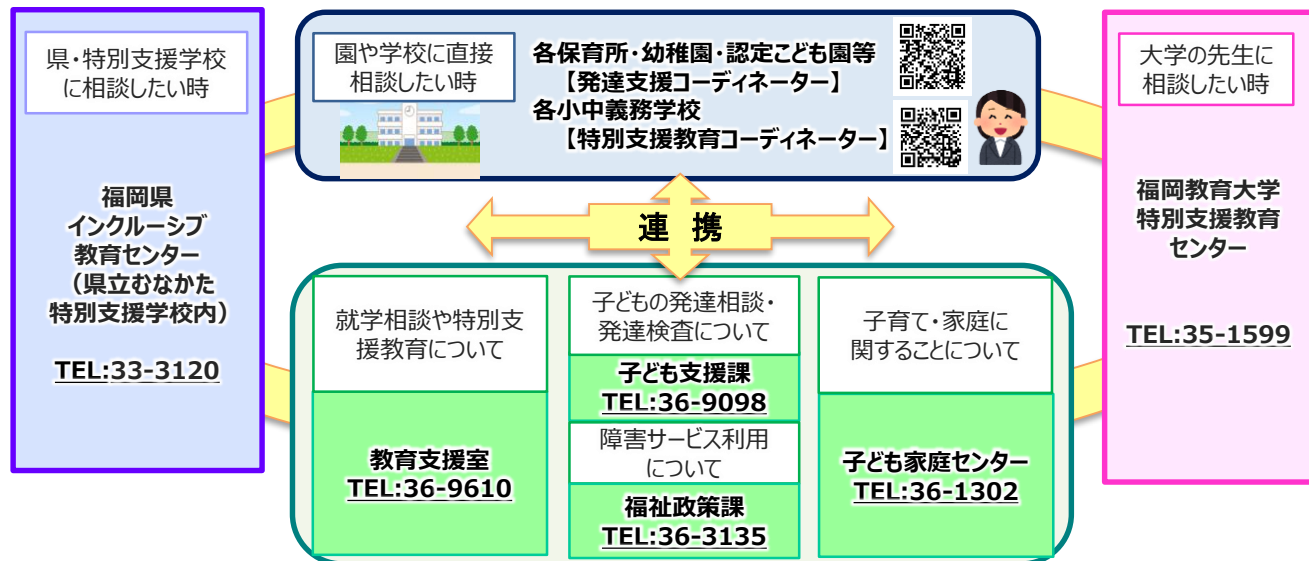 県・特別支援学校
に相談したい時
福岡県
インクルーシブ
教育センター
（県立むなかた
特別支援学校内）
TEL:33-3120
園や学校に直接
相談したい時
各保育所・幼稚園・認定こども園等
【発達支援コーディネーター】
各小中義務学校
【特別支援教育コーディネーター】
大学の先生に
相談したい時
福岡教育大学
特別支援教育
センター
TEL:35-1599
連 携
就学相談や特別支
援教育について
教育支援室
TEL:36-9610
子どもの発達相談・
発達検査について
子ども支援課
TEL:36-9098
障害サービス利用
について
福祉政策課
TEL:36-3135
子育て・家庭に
関することについて
子ども家庭センター
TEL:36-1302